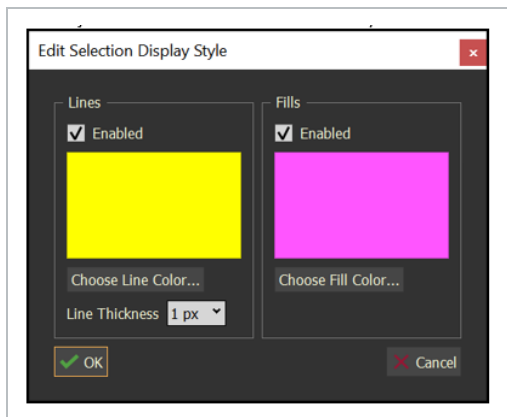 Edit Selection Display Style
Lines
Enabled
Choose Line Color...
Line Thickness 1 px
Fills
Enabled
Choose Fill Color...
OK
Cancel